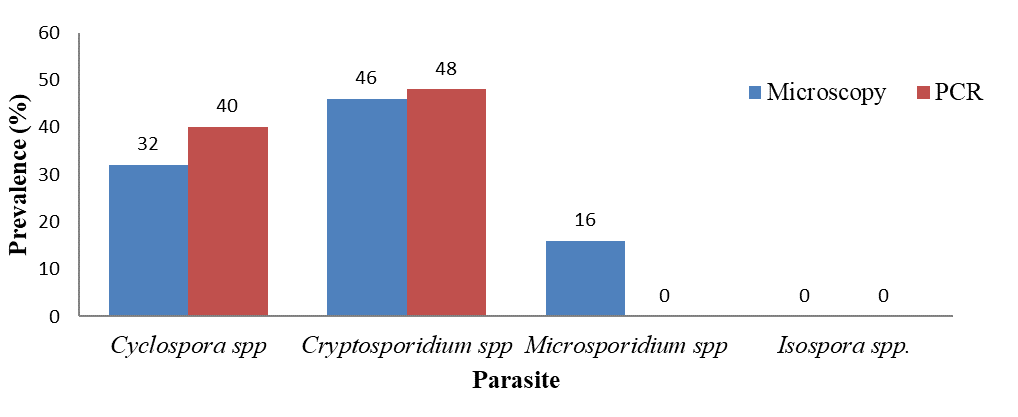 60
50
40
30
20
10
0
Prevalence (%)
32
40
46
48
16
0
0
0
Microscopy
PCR
Cyclospora spp
Cryptosporidium spp
Microsporidium spp
Isospora spp.
Parasite